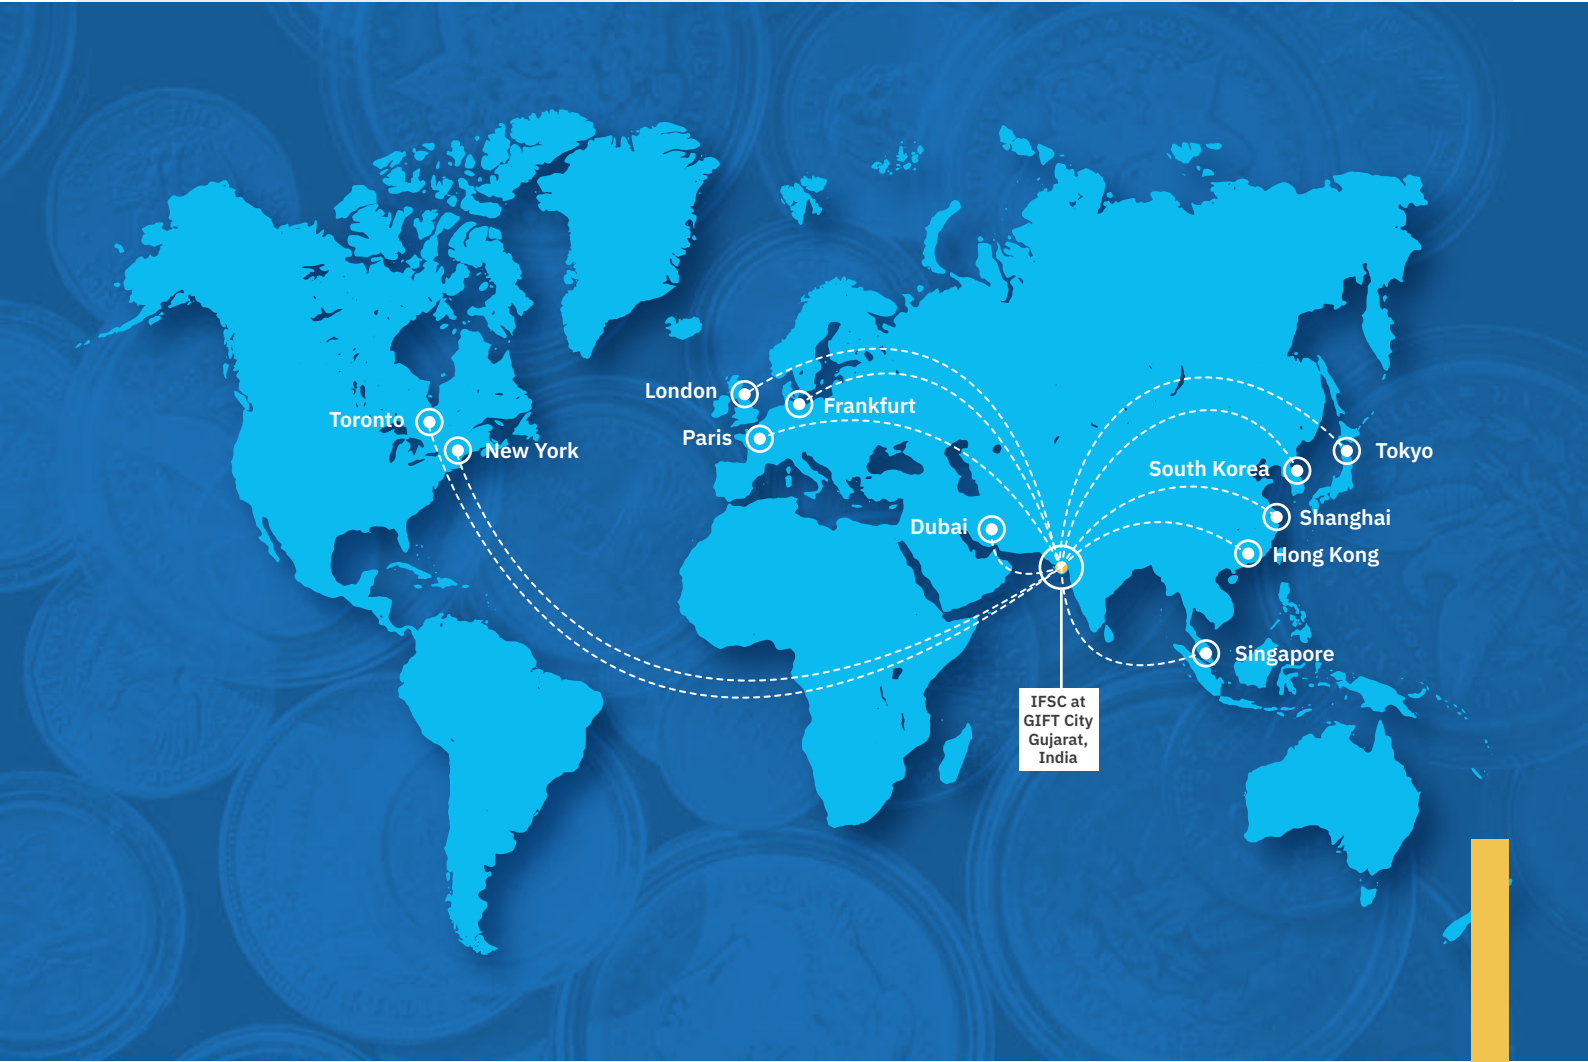 London
Frankfurt
Toronto
Paris
New York
Tokyo
South Korea
Shanghai
Dubai
Hong Kong
Singapore
IFSC at
GIFT City
Gujarat,
India